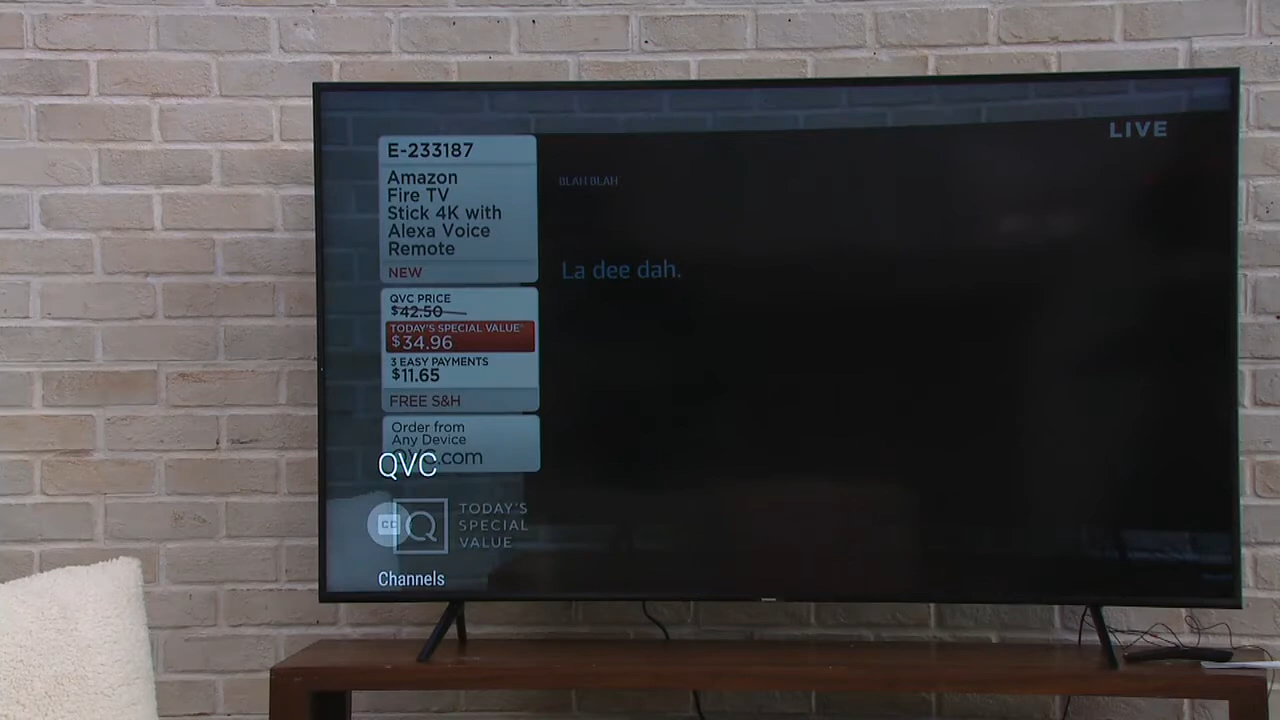 LIVE
E-233187
Amazon
Fire TV
Stick 4K with
Alexa Voice
Remote
NEW
BLAH BLAH
La dee dah.
QVC PRICE
$42.50
TODAY'S SPECIAL VALUE
$34.96
3 EASY PAYMENTS
$11.65
FREE S&H
Order from
Any Device
QVC.com
QVC
CC
Q
TODAY'S
SPECIAL
VALUE
Channels